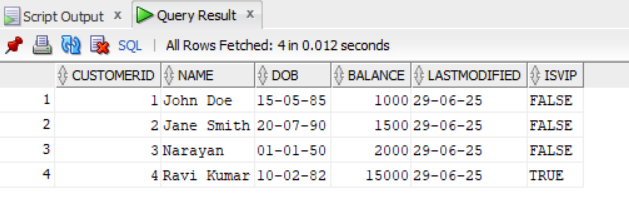 Script Output x Query Result x
SQL | All Rows Fetched: 4 in 0.012 seconds
CUSTOMERID NAME DOB BALANCE LASTMODIFIED ISVIP
1 1 John Doe 15-05-85 1000 29-06-25 FALSE
2 2 Jane Smith 20-07-90 1500 29-06-25 FALSE
3 3 Narayan 01-01-50 2000 29-06-25 FALSE
4 4 Ravi Kumar 10-02-82 15000 29-06-25 TRUE